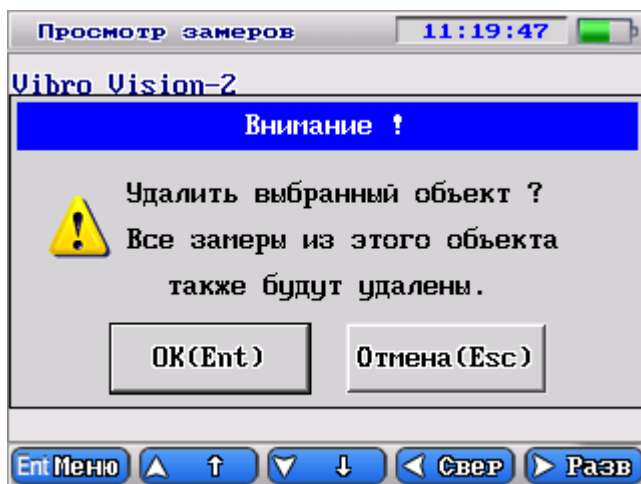 Просмотр замеров 11:19:47
Vibro Vision-2
Внимание !
Удалить выбранный объект ?
Все замеры из этого объекта
также будут удалены.
ОК(Ent) Отмена(Esc)
Ent Меню ↑ ↓ Свер Разв